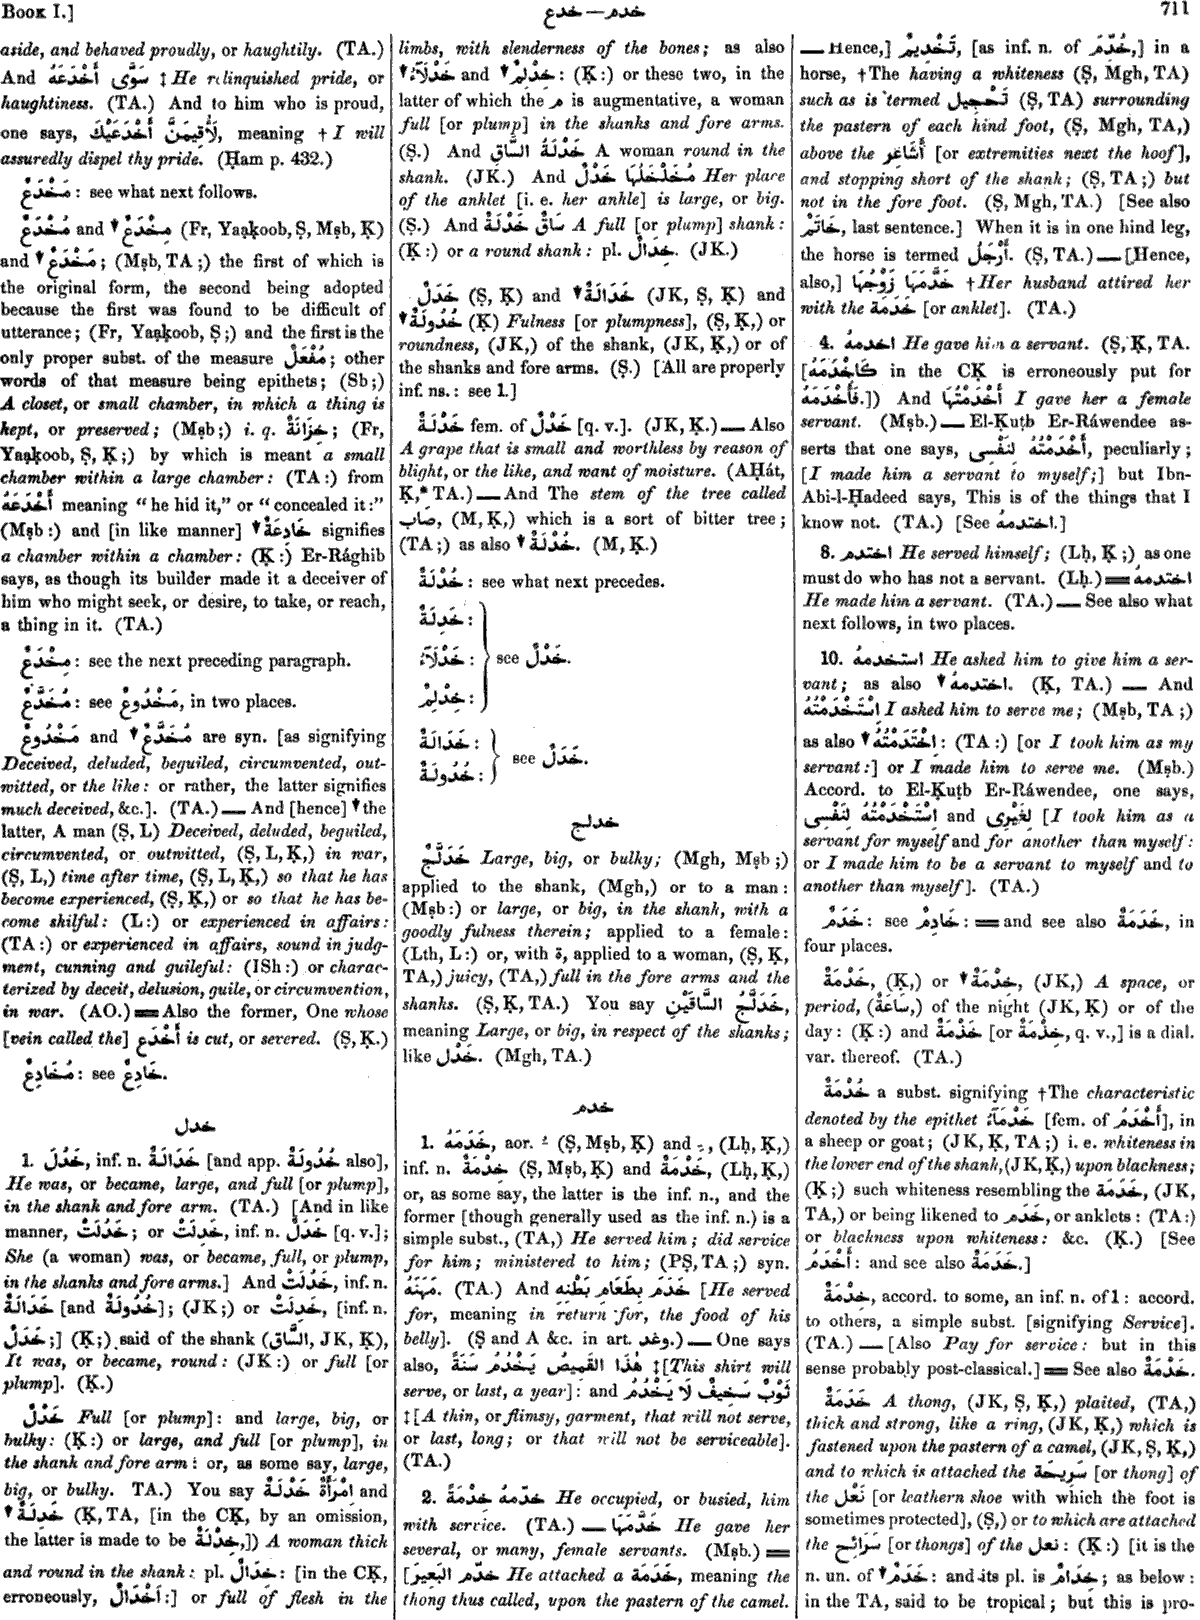 Book I.]
خدم — خدع
711
aside, and behaved proudly, or haughtily. (TA.)
And سَوَّى أَخْدَعَهُ ‡ He relinquished pride, or
haughtiness. (TA.) And to him who is proud,
one says, لَأُقِيمَنَّ أَخْدَعَيْكَ, meaning † I will
assuredly dispel thy pride. (Ḥam p. 432.)
مَخْدَعٌ: see what next follows.
مُخْدَعٌ and ▼ مِخْدَعٌ (Fr, Yaạḳoob, Ṣ, Mṣb, Ḳ)
and ▼ مَخْدَعٌ; (Mṣb, TA;) the first of which is
the original form, the second being adopted
because the first was found to be difficult of
utterance; (Fr, Yaạḳoob, Ṣ;) and the first is the
only proper subst. of the measure مُفْعَلٌ; other
words of that measure being epithets; (Sb;)
A closet, or small chamber, in which a thing is
kept, or preserved; (Mṣb;) i. q. خِزَانَةٌ; (Fr,
Yaạḳoob, Ṣ, Ḳ;) by which is meant a small
chamber within a large chamber: (TA:) from
أَخْدَعَهُ meaning "he hid it," or "concealed it:"
(Mṣb:) and [in like manner] ▼ خَادِعَةٌ signifies
a chamber within a chamber: (Ḳ:) Er-Rághib
says, as though its builder made it a deceiver of
him who might seek, or desire, to take, or reach,
a thing in it. (TA.)
مِخْدَعٌ: see the next preceding paragraph.
مُخَدَّعٌ: see مَخْدُوعٌ, in two places.
مَخْدُوعٌ and ▼ مُخَدَّعٌ are syn. [as signifying
Deceived, deluded, beguiled, circumvented, out-
witted, or the like: or rather, the latter signifies
much deceived, &c.]. (TA.) — And [hence] ▼ the
latter, A man (Ṣ, L) Deceived, deluded, beguiled,
circumvented, or outwitted, (Ṣ, L, Ḳ,) in war,
(Ṣ, L,) time after time, (Ṣ, L, Ḳ,) so that he has
become experienced, (Ṣ, Ḳ,) or so that he has be-
come skilful: (L:) or experienced in affairs:
(TA:) or experienced in affairs, sound in judg-
ment, cunning and guileful: (ISh:) or charac-
terized by deceit, delusion, guile, or circumvention,
in war. (AO.) = Also the former, One whose
[vein called the] أَخْدَع is cut, or severed. (Ṣ, Ḳ.)
مُخَادِعٌ: see خَادِعٌ.
خدل
1. خَدَلَ, inf. n. خَدَالَةٌ [and app. خُدُولَةٌ also],
He was, or became, large, and full [or plump],
in the shank and fore arm. (TA.) [And in like
manner, خَدُلَتْ; or خَدِلَتْ, inf. n. خَدَلٌ [q. v.];
She (a woman) was, or became, full, or plump,
in the shanks and fore arms.] And خَدُلَتْ, inf. n.
خَدَالَةٌ [and خُدُولَةٌ]; (JK;) or خَدِلَتْ, [inf. n.
خَدَلٌ;] (Ḳ;) said of the shank (السَّاق, JK, Ḳ),
It was, or became, round: (JK:) or full [or
plump]. (Ḳ.)
خَدْلٌ Full [or plump]: and large, big, or
bulky: (Ḳ:) or large, and full [or plump], in
the shank and fore arm: or, as some say, large,
big, or bulky. TA.) You say اِمْرَأَةٌ خَدْلَةٌ and
▼ خَدِلَةٌ (Ḳ, TA, [in the CḲ, by an omission,
the latter is made to be خِدْلَةٌ,]) A woman thick
and round in the shank: pl. خِدَالٌ: [in the CḲ,
erroneously, أَخْدَالٌ:] or full of flesh in the
limbs, with slenderness of the bones; as also
▼ خَدْلَآءُ and ▼ خِدْلِمٌ: (Ḳ:) or these two, in the
latter of which the م is augmentative, a woman
full [or plump] in the shanks and fore arms.
(Ṣ.) And خَدْلَةُ السَّاقِ A woman round in the
shank. (JK.) And مُخَلْخَلُهَا خَدْلٌ Her place
of the anklet [i. e. her ankle] is large, or big.
(Ṣ.) And سَاقٌ خَدْلَةٌ A full [or plump] shank:
(Ḳ:) or a round shank: pl. خِدَالٌ. (JK.)
خَدَلٌ (Ṣ, Ḳ) and ▼ خَدَالَةٌ (JK, Ṣ, Ḳ) and
▼ خُدُولَةٌ (Ḳ) Fulness [or plumpness], (Ṣ, Ḳ,) or
roundness, (JK,) of the shank, (JK, Ḳ,) or of
the shanks and fore arms. (Ṣ.) [All are properly
inf. ns.: see 1.]
خَدْلَةٌ fem. of خَدْلٌ [q. v.]. (JK, Ḳ.) — Also
A grape that is small and worthless by reason of
blight, or the like, and want of moisture. (AḤát,
Ḳ,* TA.) — And The stem of the tree called
صَاب, (M, Ḳ,) which is a sort of bitter tree;
(TA;) as also ▼ خُدْلَةٌ. (M, Ḳ.)
خُدْلَةٌ: see what next precedes.
خَدِلَةٌ:
خَدْلَآءُ: see خَدْلٌ.
خِدْلِمٌ:
خَدَالَةٌ:
see خَدَلٌ.
خُدُولَةٌ:
خدلج
خَدَلَّجٌ Large, big, or bulky; (Mgh, Mṣb;)
applied to the shank, (Mgh,) or to a man:
(Mṣb:) or large, or big, in the shank, with a
goodly fulness therein; applied to a female:
(Lth, L:) or, with ة, applied to a woman, (Ṣ, Ḳ,
TA,) juicy, (TA,) full in the fore arms and the
shanks. (Ṣ, Ḳ, TA.) You say خَدَلَّجُ السَّاقَيْنِ,
meaning Large, or big, in respect of the shanks;
like خَدْل. (Mgh, TA.)
خدم
1. خَدَمَهُ, aor. ـُ (Ṣ, Mṣb, Ḳ) and ـِ, (Lḥ, Ḳ,)
inf. n. خِدْمَةٌ (Ṣ, Mṣb, Ḳ) and خَدْمَةٌ, (Lḥ, Ḳ,)
or, as some say, the latter is the inf. n., and the
former [though generally used as the inf. n.) is a
simple subst., (TA,) He served him; did service
for him; ministered to him; (PṢ, TA;) syn.
مَهَنَهُ. (TA.) And خَدَمَ بِطَعَامِ بَطْنِهِ [He served
for, meaning in return for, the food of his
belly]. (Ṣ and A &c. in art. وغد.) — One says
also, هٰذَا القَمِيصُ يَخْدُمُ سَنَةً ‡ [This shirt will
serve, or last, a year]: and ثَوْبٌ سَخِيفٌ لَا يَخْدُمُ
‡ [A thin, or flimsy, garment, that will not serve,
or last, long; or that will not be serviceable].
(TA.)
2. خدّمهُ خِدْمَةً He occupied, or busied, him
with service. (TA.) — خَدَّمَهَا He gave her
several, or many, female servants. (Mṣb.) =
[خدّم البَعِيرَ He attached a خَدَمَة, meaning the
thong thus called, upon the pastern of the camel.
— Hence,] تَخْدِيمٌ, [as inf. n. of خُدِّمَ,] in a
horse, † The having a whiteness (Ṣ, Mgh, TA)
such as is termed تَحْجِيل (Ṣ, TA) surrounding
the pastern of each hind foot, (Ṣ, Mgh, TA,)
above the أَشَاعِر [or extremities next the hoof],
and stopping short of the shank; (Ṣ, TA;) but
not in the fore foot. (Ṣ, Mgh, TA.) [See also
خَاتَمٌ, last sentence.] When it is in one hind leg,
the horse is termed أَرْجَلُ. (Ṣ, TA.) — [Hence,
also,] خَدَّمَهَا زَوْجُهَا † Her husband attired her
with the خَدَمَة [or anklet]. (TA.)
4. اخدمهُ He gave him a servant. (Ṣ, Ḳ, TA.
[كَاخْدَمَهُ in the CḲ is erroneously put for
فَأَخْدَمَهُ.]) And أَخْدَمْتُهَا I gave her a female
servant. (Mṣb.) — El-Ḳuṭb Er-Ráwendee as-
serts that one says, أَخْدَمْتُهُ لِنَفْسِى, peculiarly;
[I made him a servant to myself;] but Ibn-
Abi-l-Ḥadeed says, This is of the things that I
know not. (TA.) [See اختدمهُ.]
8. اختدم He served himself; (Lḥ, Ḳ;) as one
must do who has not a servant. (Lḥ.) = اختدمهُ
He made him a servant. (TA.) — See also what
next follows, in two places.
10. استخدمهُ He asked him to give him a ser-
vant; as also ▼ اختدمهُ. (Ḳ, TA.) — And
اِسْتَخْدَمْتُهُ I asked him to serve me; (Mṣb, TA;)
as also ▼ اِخْتَدَمْتُهُ: (TA:) [or I took him as my
servant:] or I made him to serve me. (Mṣb.)
Accord. to El-Ḳuṭb Er-Ráwendee, one says,
اِسْتَخْدَمْتُهُ لِنَفْسِى and لِغَيْرِى [I took him as a
servant for myself and for another than myself:
or I made him to be a servant to myself and to
another than myself]. (TA.)
خَدَمٌ: see خَادِمٌ: = and see also خَدَمَةٌ, in
four places.
خَدْمَةٌ, (Ḳ,) or ▼ خِدْمَةٌ, (JK,) A space, or
period, (سَاعَةٌ,) of the night (JK, Ḳ) or of the
day: (Ḳ:) and خَذْمَةٌ [or خِذْمَةٌ, q. v.,] is a dial.
var. thereof. (TA.)
خُدْمَةٌ a subst. signifying † The characteristic
denoted by the epithet خَدْمَآءُ [fem. of أَخْدَمُ], in
a sheep or goat; (JK, Ḳ, TA;) i. e. whiteness in
the lower end of the shank, (JK, Ḳ,) upon blackness;
(Ḳ;) such whiteness resembling the خَدَمَة, (JK,
TA,) or being likened to خَدَم, or anklets: (TA:)
or blackness upon whiteness: &c. (Ḳ.) [See
أَخْدَمُ: and see also خَدَمَةٌ.]
خِدْمَةٌ, accord. to some, an inf. n. of 1: accord.
to others, a simple subst. [signifying Service].
(TA.) — [Also Pay for service: but in this
sense probably post-classical.] = See also خَدْمَةٌ.
خَدَمَةٌ A thong, (JK, Ṣ, Ḳ,) plaited, (TA,)
thick and strong, like a ring, (JK, Ḳ,) which is
fastened upon the pastern of a camel, (JK, Ṣ, Ḳ,)
and to which is attached the سَرِيحَة [or thong] of
the نَعْل [or leathern shoe with which the foot is
sometimes protected], (Ṣ,) or to which are attached
the سَرَائِح [or thongs] of the نعل: (Ḳ:) [it is the
n. un. of ▼ خَدَمٌ: and its pl. is خِدَامٌ; as below:
in the TA, said to be tropical; but this is pro-